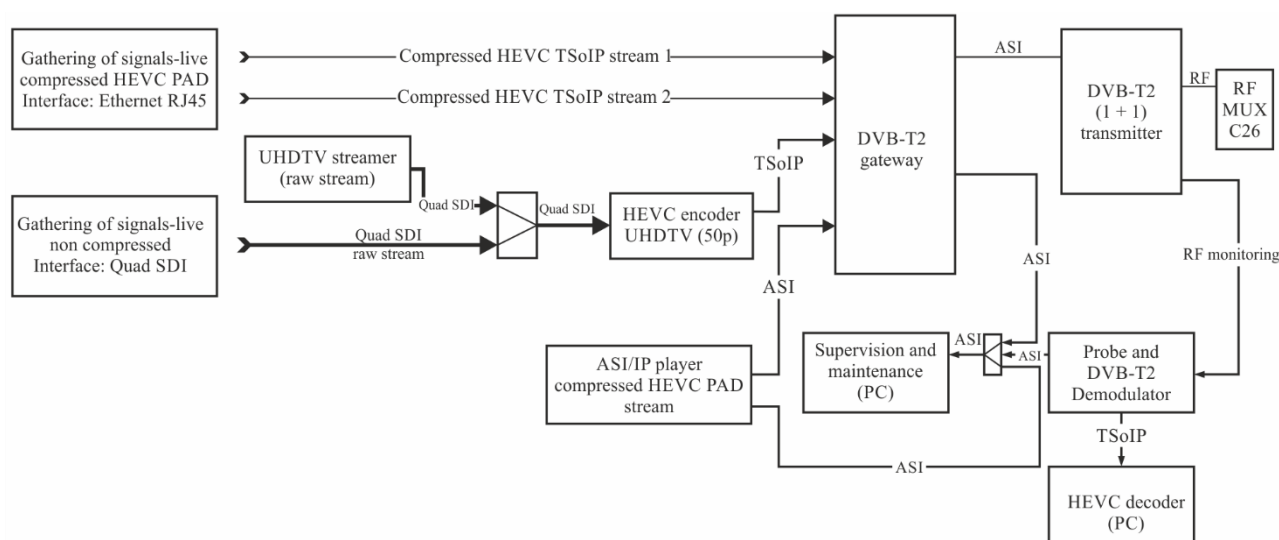 Gathering of signals-live
compressed HEVC PAD
Interface: Ethernet RJ45
Compressed HEVC TSoIP stream 1
Compressed HEVC TSoIP stream 2
UHDTV streamer
(raw stream)
Quad SDI
Gathering of signals-live
non compressed
Interface: Quad SDI
Quad SDI
raw stream
Quad SDI
HEVC encoder
UHDTV (50p)
TSoIP
ASI
DVB-T2
gateway
ASI
DVB-T2
(1 + 1)
transmitter
RF
RF
MUX
C26
ASI
RF monitoring
ASI/IP player
compressed HEVC PAD
stream
ASI
Supervision and
maintenance
(PC)
ASI
ASI
Probe and
DVB-T2
Demodulator
TSoIP
HEVC decoder
(PC)